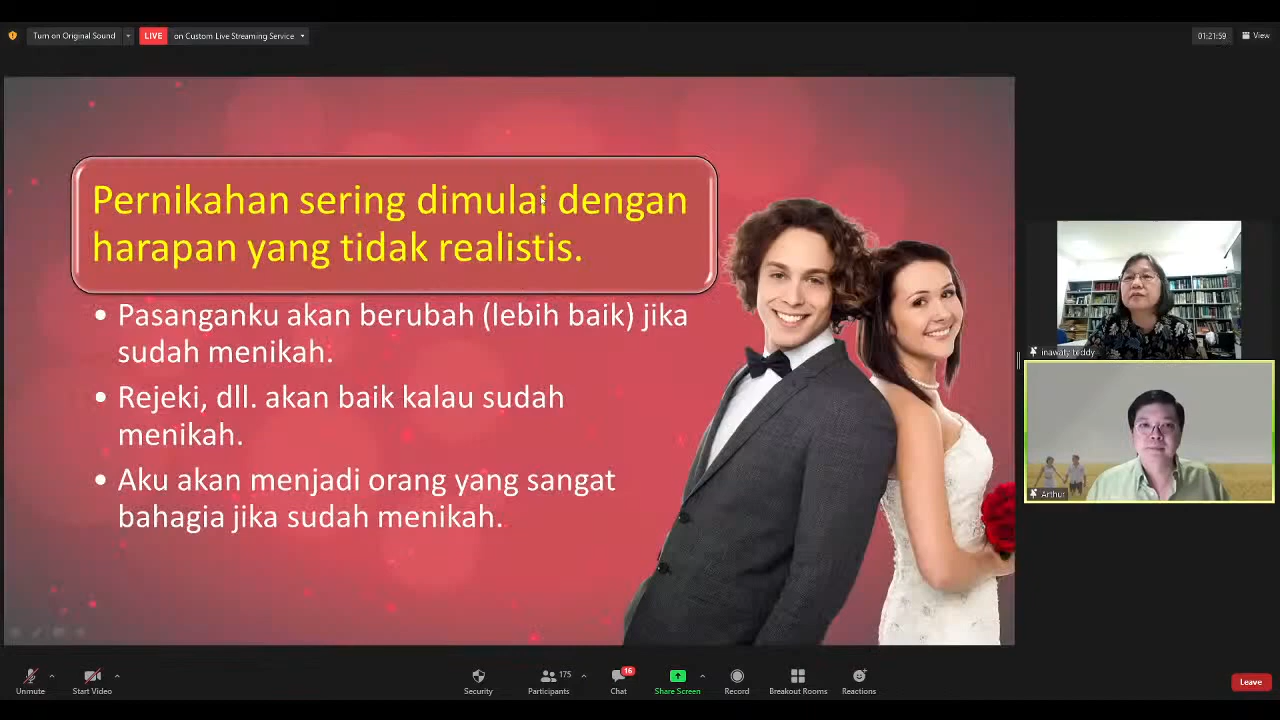 Turn on Original Sound
LIVE
on Custom Live Streaming Service
01:21:59
View
Pernikahan sering dimulai dengan
harapan yang tidak realistis.
• Pasanganku akan berubah (lebih baik) jika
sudah menikah.
• Rejeki, dll. akan baik kalau sudah
menikah.
• Aku akan menjadi orang yang sangat
bahagia jika sudah menikah.
inawaty teddy
Arthur
Unmute
Start Video
Security
175
Participants
16
Chat
Share Screen
Record
Breakout Rooms
Reactions
Leave